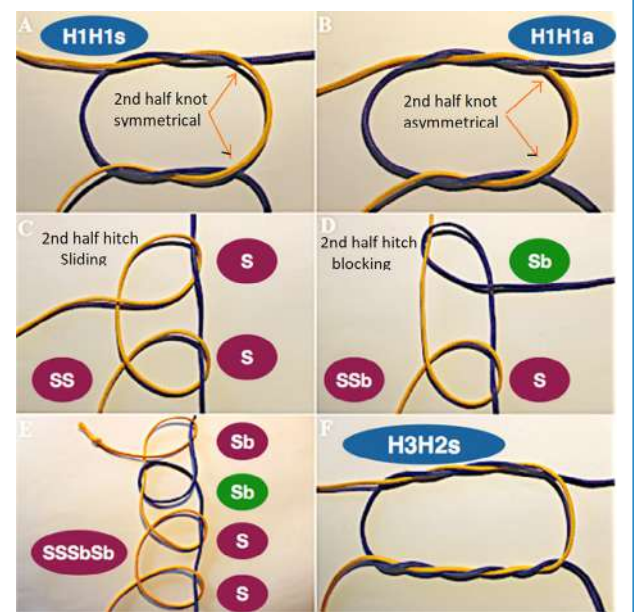 A
H1H1s
2nd half knot
symmetrical
B
H1H1a
2nd half knot
asymmetrical
C
2nd half hitch
Sliding
S
S
SS
D
2nd half hitch
blocking
Sb
SSb
S
E
Sb
Sb
S
S
SSSbSb
F
H3H2s